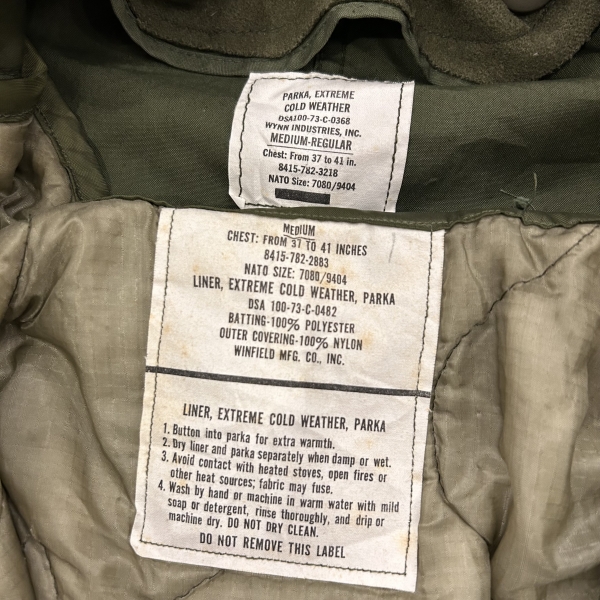 PARKA, EXTREME
COLD WEATHER
DSA100-73-C-0368
WYNN INDUSTRIES, INC.
MEDIUM-REGULAR
Chest: From 37 to 41 in.
8415-782-3218
NATO Size: 7080/9404
MEDIUM
CHEST: FROM 37 TO 41 INCHES
8415-782-2883
NATO SIZE: 7080/9404
LINER, EXTREME COLD WEATHER, PARKA
DSA 100-73-C-0482
BATTING-100% POLYESTER
OUTER COVERING-100% NYLON
WINFIELD MFG. CO., INC.
LINER, EXTREME COLD WEATHER, PARKA
1. Button into parka for extra warmth.
2. Dry liner and parka separately when damp or wet.
3. Avoid contact with heated stoves, open fires or
other heat sources; fabric may fuse.
4. Wash by hand or machine in warm water with mild
soap or detergent, rinse thoroughly, and drip or
machine dry. DO NOT DRY CLEAN.
DO NOT REMOVE THIS LABEL